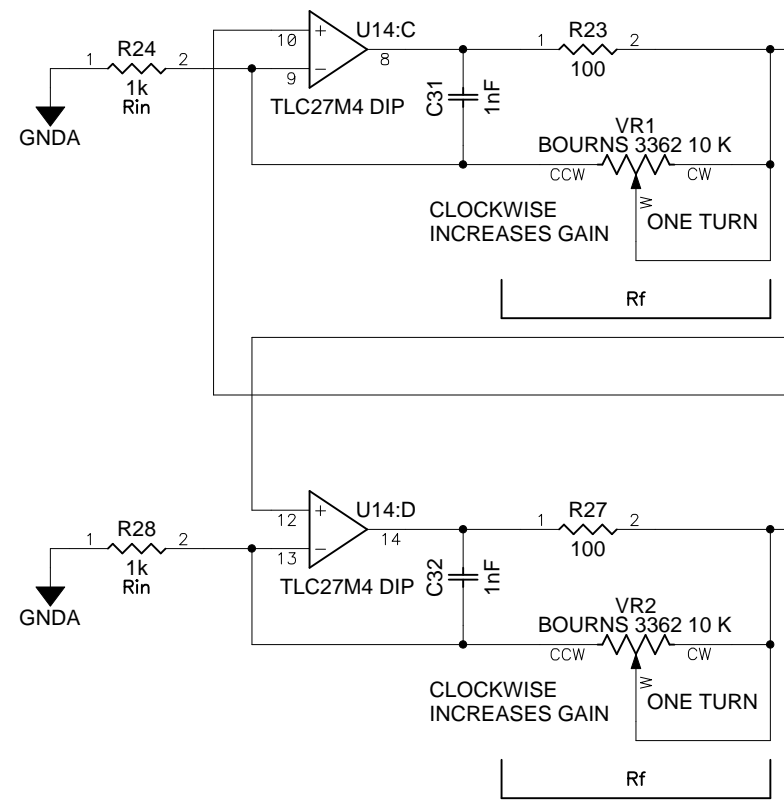 U14:C
10
+
R24
1
2
9
−
8
1kRin
GNDA
TLC27M4 DIP
C31
1nF
1
R23
2
100
VR1
BOURNS 3362 10 K
CCW
CW
W
CLOCKWISE
INCREASES GAIN
ONE TURN
Rf
U14:D
12
+
R28
1
2
13
−
14
1k
Rin
GNDA
TLC27M4 DIP
C32
1nF
1
R27
2
100
VR2
BOURNS 3362 10 K
CCW
CW
W
CLOCKWISE
INCREASES GAIN
ONE TURN
Rf